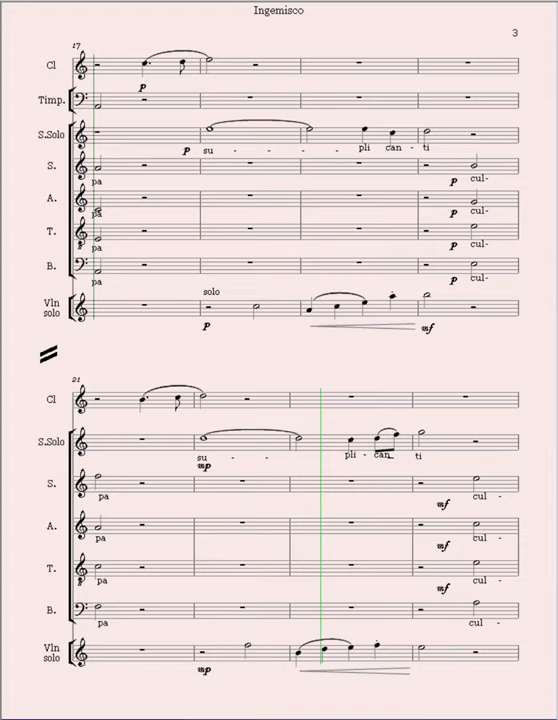 Ingemisco
3
17
Cl
p
Timp.
S.Solo
p su - - - pli can - ti
S.
pa p cul-
A.
pa p cul-
T.
pa p cul-
B.
pa p cul-
solo
Vln solo
p mf
21
Cl
S.Solo
su - - pli - can ti
mp
S.
pa mf cul -
A.
pa mf cul -
T.
pa mf cul -
B.
pa cul -
Vln solo
mp